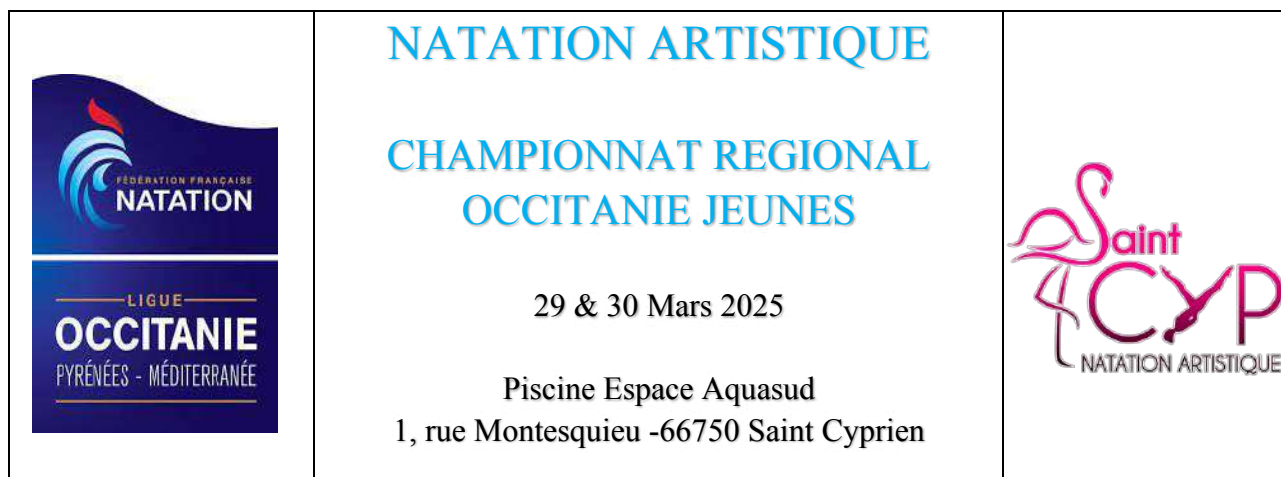 FÉDÉRATION FRANÇAISE
NATATION
LIGUE
OCCITANIE
PYRÉNÉES - MÉDITERRANÉE
NATATION ARTISTIQUE
CHAMPIONNAT REGIONAL
OCCITANIE JEUNES
29 & 30 Mars 2025
Piscine Espace Aquasud
1, rue Montesquieu -66750 Saint Cyprien
Saint
CYP
NATATION ARTISTIQUE